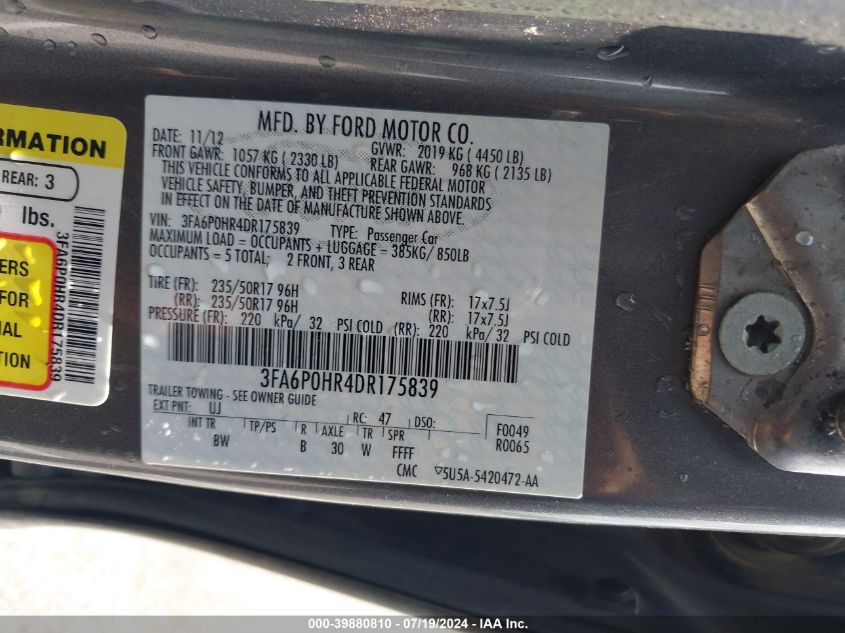 RMATION
REAR: 3
lbs.
ERS
FOR
NAL
TION
3FA6P0HR4DR175839
MFD. BY FORD MOTOR CO.
DATE: 11/12 GVWR: 2019 KG ( 4450 LB)
FRONT GAWR: 1057 KG ( 2330 LB) REAR GAWR: 968 KG ( 2135 LB)
THIS VEHICLE CONFORMS TO ALL APPLICABLE FEDERAL MOTOR
VEHICLE SAFETY, BUMPER, AND THEFT PREVENTION STANDARDS
IN EFFECT ON THE DATE OF MANUFACTURE SHOWN ABOVE.
VIN: 3FA6P0HR4DR175839 TYPE: Passenger Car
MAXIMUM LOAD = OCCUPANTS + LUGGAGE = 385KG/ 850LB
OCCUPANTS = 5 TOTAL: 2 FRONT, 3 REAR
TIRE (FR): 235/50R17 96H RIMS (FR): 17x7.5J
(RR): 235/50R17 96H (RR): 17x7.5J
PRESSURE (FR): 220 kPa/ 32 PSI COLD (RR): 220 kPa/ 32 PSI COLD
3FA6P0HR4DR175839
TRAILER TOWING - SEE OWNER GUIDE
EXT PNT: UJ RC: 47 DSO: F0049
INT TR TP/PS R AXLE TR SPR R0065
BW B 30 W FFFF
CMC ▽5U5A-5420472-AA
000-39880810 / 07/19/2024 - IAA Inc.